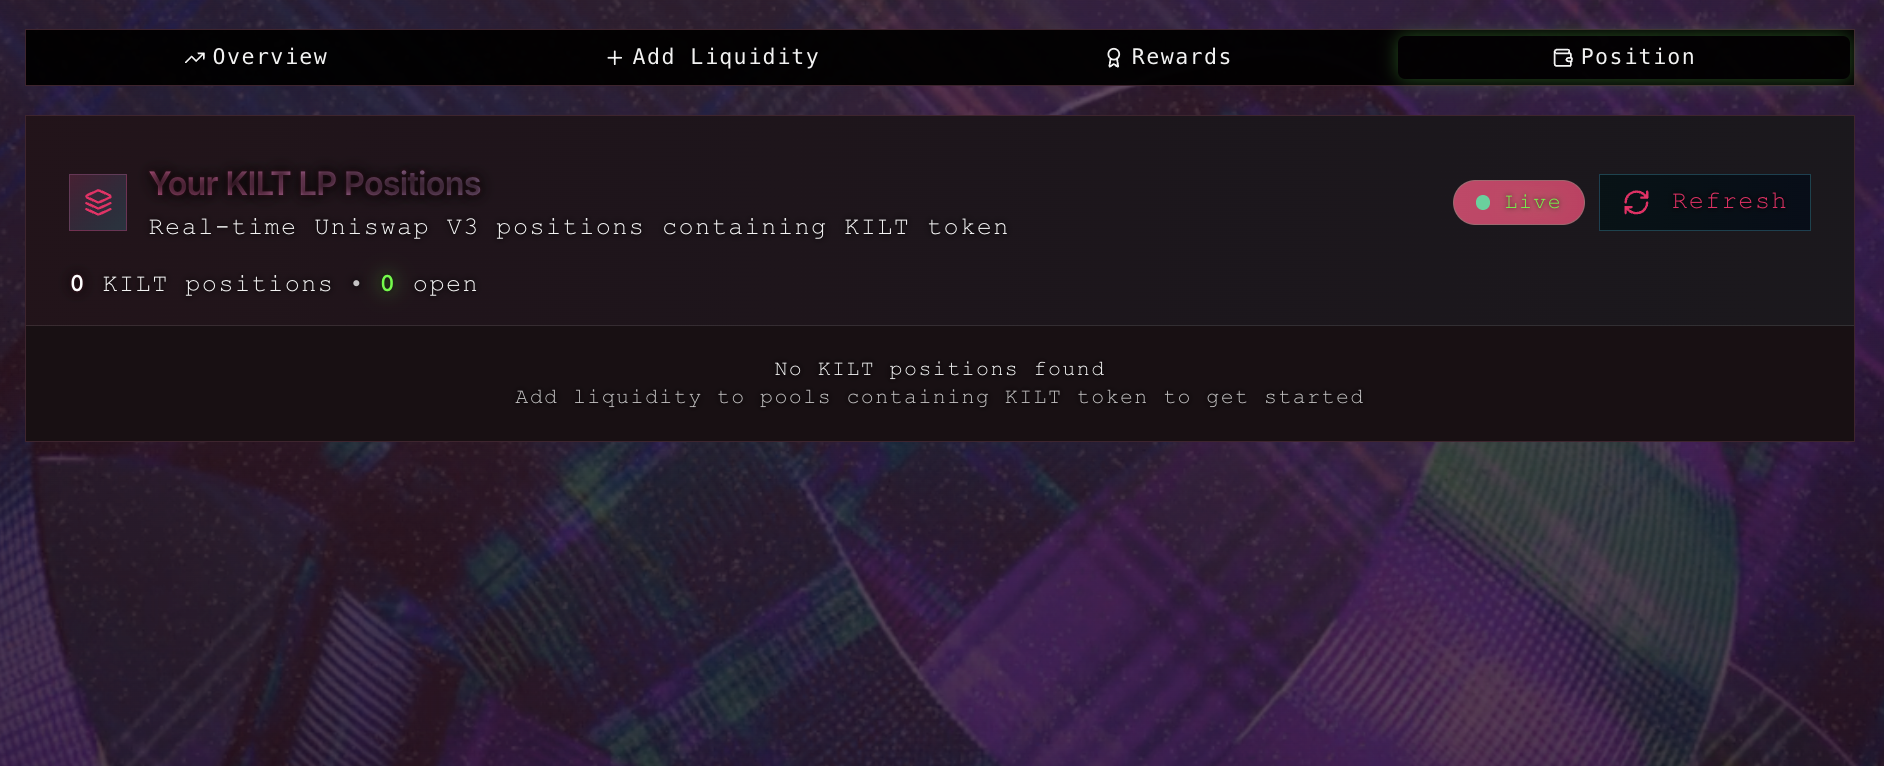 Overview
Add Liquidity
Rewards
Position
Your KILT LP Positions
Real-time Uniswap V3 positions containing KILT token
Live
Refresh
0 KILT positions • 0 open
No KILT positions found
Add liquidity to pools containing KILT token to get started